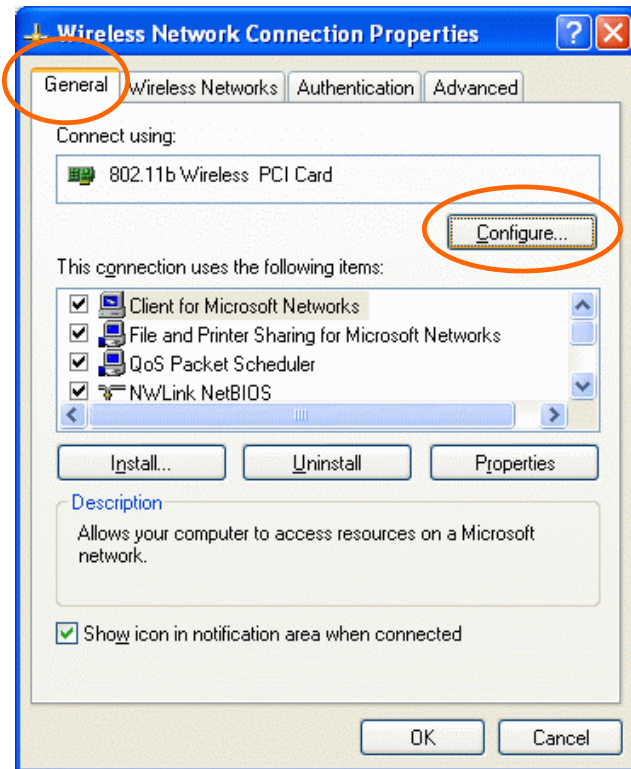 Wireless Network Connection Properties
General Wireless Networks Authentication Advanced
Connect using:
802.11b Wireless PCI Card
Configure...
This connection uses the following items:
Client for Microsoft Networks
File and Printer Sharing for Microsoft Networks
QoS Packet Scheduler
NWLink NetBIOS
Install... Uninstall Properties
Description
Allows your computer to access resources on a Microsoft
network.
Show icon in notification area when connected
OK Cancel